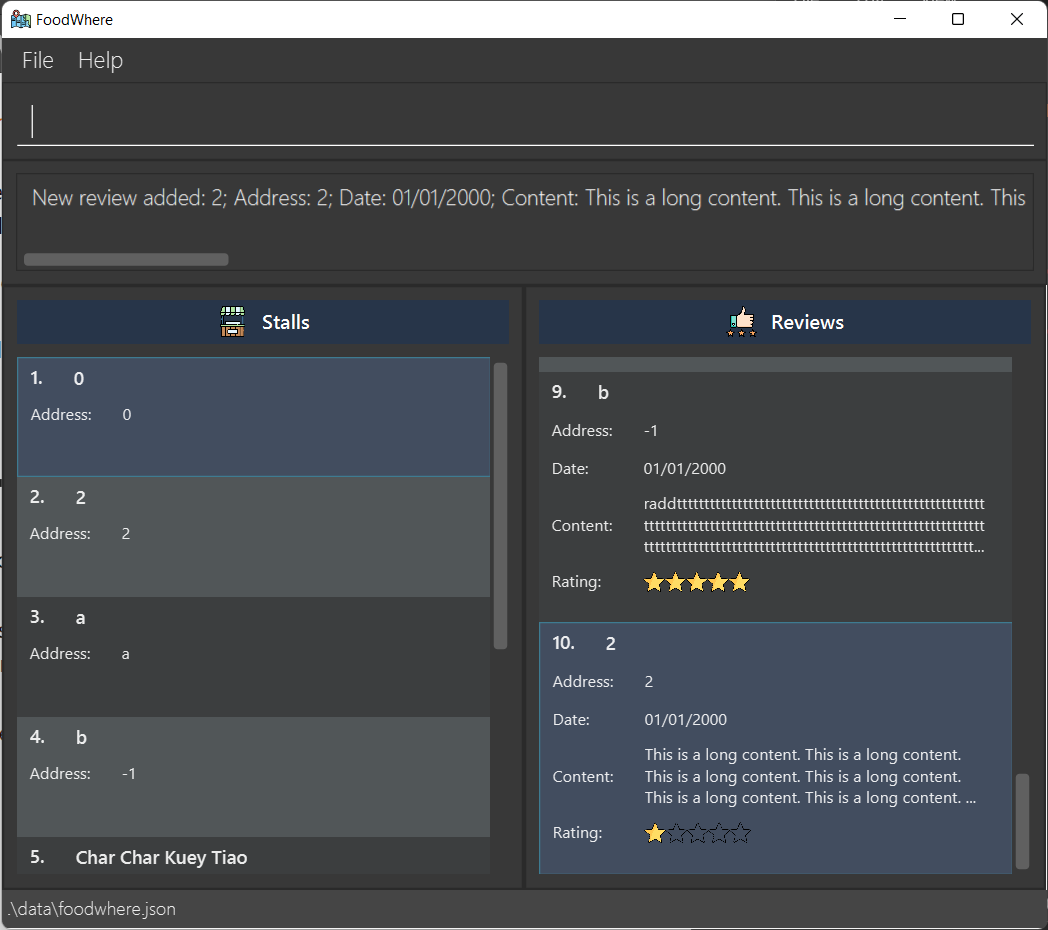 FoodWhere
File Help
New review added: 2; Address: 2; Date: 01/01/2000; Content: This is a long content. This is a long content. This
Stalls
1. 0
Address: 0
2. 2
Address: 2
3. a
Address: a
4. b
Address: -1
5. Char Char Kuey Tiao
Reviews
9. b
Address: -1
Date: 01/01/2000
Content:
raddtttttttttttttttttttttttttttttttttttttttttttttttttttttttt
tttttttttttttttttttttttttttttttttttttttttttttttttttttttttttttt
tttttttttttttttttttttttttttttttttttttttttttttttttttttttttttt...
Rating:
10. 2
Address: 2
Date: 01/01/2000
Content:
This is a long content. This is a long content.
This is a long content. This is a long content.
This is a long content. This is a long content. ...
Rating:
.\data\foodwhere.json